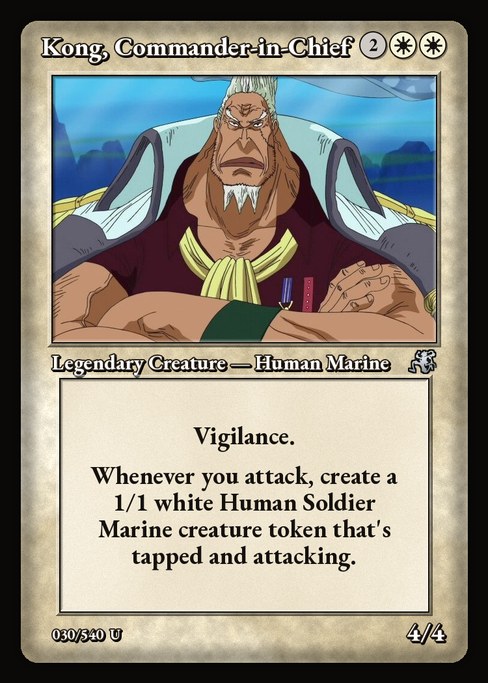 Kong, Commander-in-Chief 2
Legendary Creature — Human Marine
Vigilance.
Whenever you attack, create a
1/1 white Human Soldier
Marine creature token that's
tapped and attacking.
030/540 U
4/4